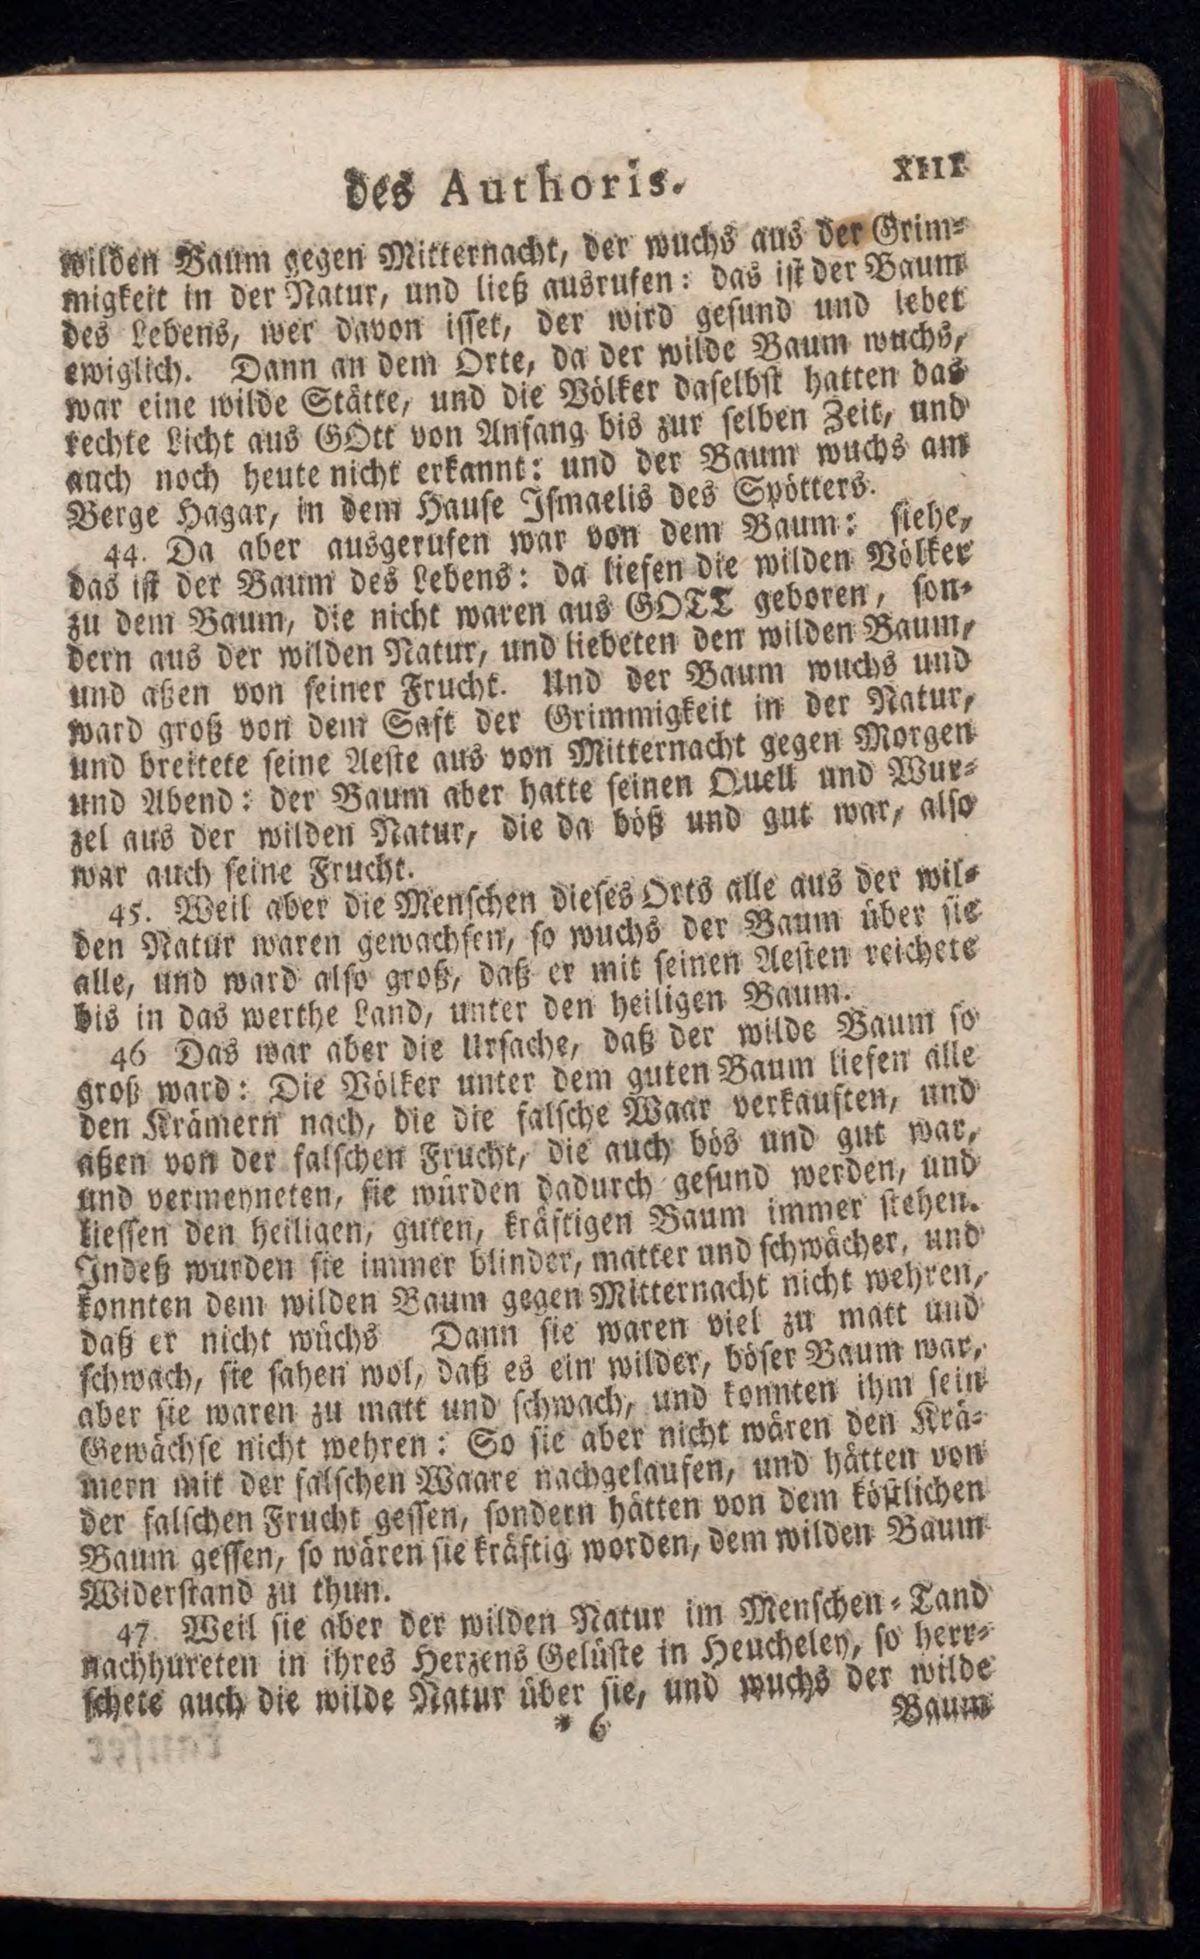 des Authoris. XIII
wilden Baum gegen Mitternacht, der wuchs aus der Grim-
migkeit in der Natur, und ließ ausrufen: das ist der Baum
des Lebens, wer davon isset, der wird gesund und lebet
ewiglich. Dann an dem Orte, da der wilde Baum wuchs,
war eine wilde Stätte, und die Völker daselbst hatten das
rechte Licht aus GOtt von Anfang bis zur selben Zeit, und
auch noch heute nicht erkannt: und der Baum wuchs am
Berge Hagar, in dem Hause Ismaelis des Spötters.
44. Da aber ausgerufen war von dem Baum: siehe,
das ist der Baum des Lebens: da liefen die wilden Völker
zu dem Baum, die nicht waren aus GOTT geboren, son-
dern aus der wilden Natur, und liebeten den wilden Baum,
und aßen von seiner Frucht. Und der Baum wuchs und
ward groß von dem Saft der Grimmigkeit in der Natur,
und breitete seine Aeste aus von Mitternacht gegen Morgen
und Abend: der Baum aber hatte seinen Quell und Wur-
zel aus der wilden Natur, die da böß und gut war, also
war auch seine Frucht.
45. Weil aber die Menschen dieses Orts alle aus der wil-
den Natur waren gewachsen, so wuchs der Baum über sie
alle, und ward also groß, daß er mit seinen Aesten reichete
bis in das werthe Land, unter den heiligen Baum.
46 Das war aber die Ursache, daß der wilde Baum so
groß ward: Die Völker unter dem guten Baum liefen alle
den Krämern nach, die die falsche Waar verkauften, und
aßen von der falschen Frucht, die auch bös und gut war,
und vermeyneten, sie würden dadurch gesund werden, und
liessen den heiligen, guten, kräftigen Baum immer stehen.
Indeß wurden sie immer blinder, matter und schwächer, und
konnten dem wilden Baum gegen Mitternacht nicht wehren,
daß er nicht wüchs Dann sie waren viel zu matt und
schwach, sie sahen wol, daß es ein wilder, böser Baum war,
aber sie waren zu matt und schwach, und konnten ihm sein
Gewächse nicht wehren: So sie aber nicht wären den Krä-
mern mit der falschen Waare nachgelaufen, und hätten von
der falschen Frucht gessen, sondern hätten von dem köstlichen
Baum gessen, so wären sie kräftig worden, dem wilden Baum
Widerstand zu thun.
47 Weil sie aber der wilden Natur im Menschen-Tand
nachhureten in ihres Herzens Gelüste in Heucheley, so herr-
schete auch die wilde Natur über sie, und wuchs der wilde
* 6 Baum